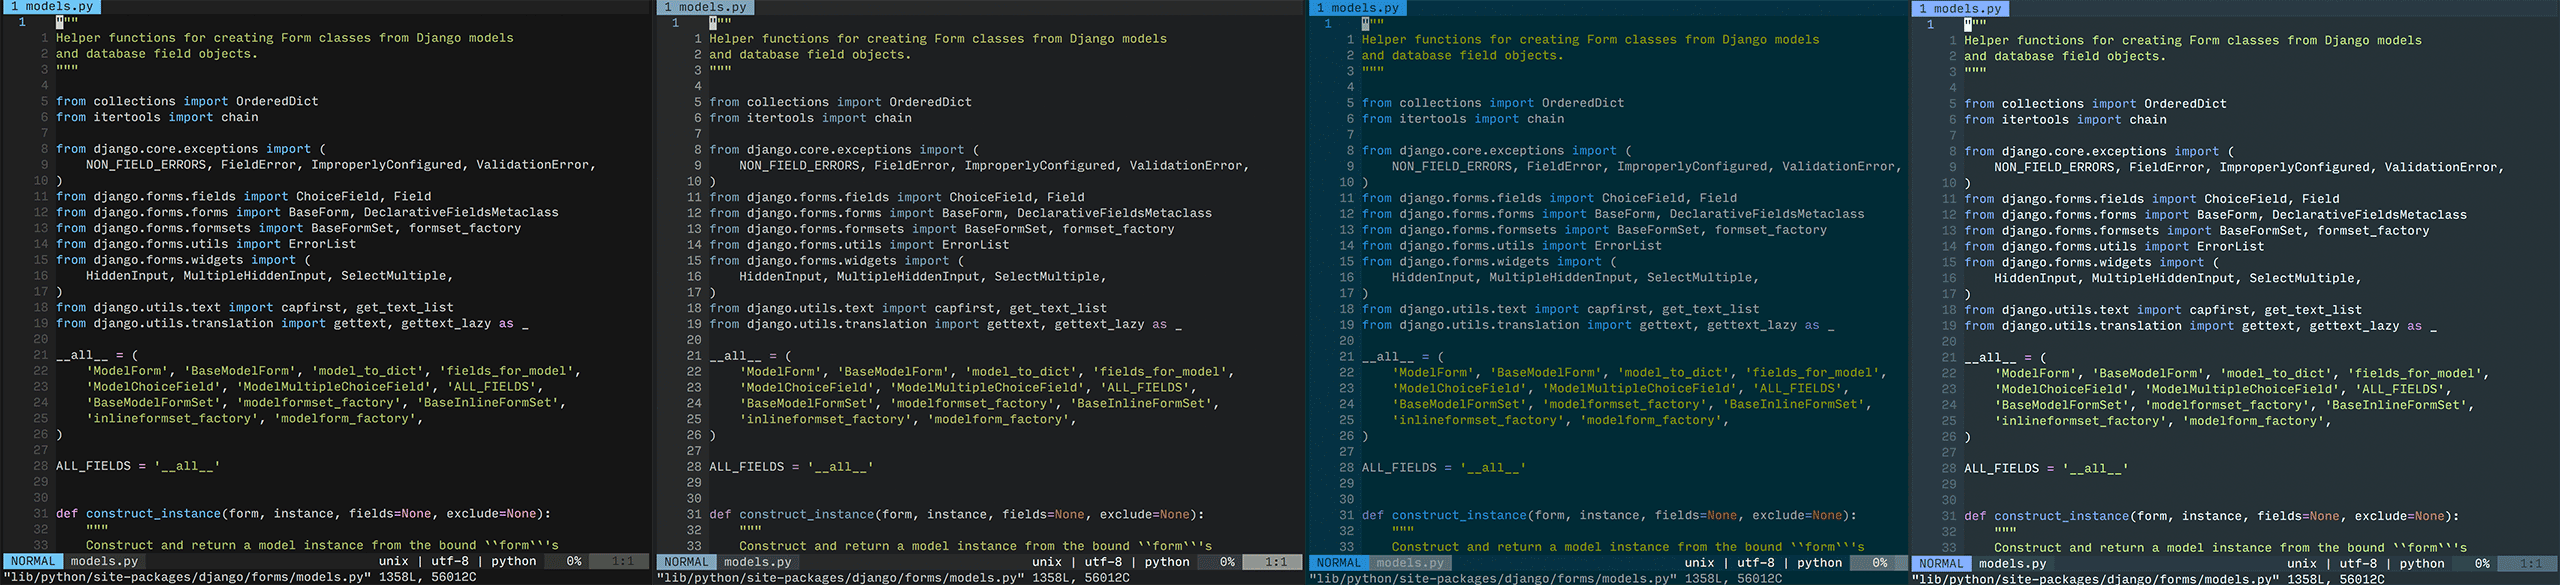 1 models.py
1 """
1 Helper functions for creating Form classes from Django models
2 and database field objects.
3 """
4
5 from collections import OrderedDict
6 from itertools import chain
7
8 from django.core.exceptions import (
9 NON_FIELD_ERRORS, FieldError, ImproperlyConfigured, ValidationError,
10 )
11 from django.forms.fields import ChoiceField, Field
12 from django.forms.forms import BaseForm, DeclarativeFieldsMetaclass
13 from django.forms.formsets import BaseFormSet, formset_factory
14 from django.forms.utils import ErrorList
15 from django.forms.widgets import (
16 HiddenInput, MultipleHiddenInput, SelectMultiple,
17 )
18 from django.utils.text import capfirst, get_text_list
19 from django.utils.translation import gettext, gettext_lazy as _
20
21 __all__ = (
22 'ModelForm', 'BaseModelForm', 'model_to_dict', 'fields_for_model',
23 'ModelChoiceField', 'ModelMultipleChoiceField', 'ALL_FIELDS',
24 'BaseModelFormSet', 'modelformset_factory', 'BaseInlineFormSet',
25 'inlineformset_factory', 'modelform_factory',
26 )
27
28 ALL_FIELDS = '__all__'
29
30
31 def construct_instance(form, instance, fields=None, exclude=None):
32 """
33 Construct and return a model instance from the bound ``form``'s
NORMAL models.py unix | utf-8 | python 0% 1:1
"lib/python/site-packages/django/forms/models.py" 1358L, 56012C
1 models.py
1 """
1 Helper functions for creating Form classes from Django models
2 and database field objects.
3 """
4
5 from collections import OrderedDict
6 from itertools import chain
7
8 from django.core.exceptions import (
9 NON_FIELD_ERRORS, FieldError, ImproperlyConfigured, ValidationError,
10 )
11 from django.forms.fields import ChoiceField, Field
12 from django.forms.forms import BaseForm, DeclarativeFieldsMetaclass
13 from django.forms.formsets import BaseFormSet, formset_factory
14 from django.forms.utils import ErrorList
15 from django.forms.widgets import (
16 HiddenInput, MultipleHiddenInput, SelectMultiple,
17 )
18 from django.utils.text import capfirst, get_text_list
19 from django.utils.translation import gettext, gettext_lazy as _
20
21 __all__ = (
22 'ModelForm', 'BaseModelForm', 'model_to_dict', 'fields_for_model',
23 'ModelChoiceField', 'ModelMultipleChoiceField', 'ALL_FIELDS',
24 'BaseModelFormSet', 'modelformset_factory', 'BaseInlineFormSet',
25 'inlineformset_factory', 'modelform_factory',
26 )
27
28 ALL_FIELDS = '__all__'
29
30
31 def construct_instance(form, instance, fields=None, exclude=None):
32 """
33 Construct and return a model instance from the bound ``form``'s
NORMAL models.py unix | utf-8 | python 0% 1:1
"lib/python/site-packages/django/forms/models.py" 1358L, 56012C
1 models.py
1 """
1 Helper functions for creating Form classes from Django models
2 and database field objects.
3 """
4
5 from collections import OrderedDict
6 from itertools import chain
7
8 from django.core.exceptions import (
9 NON_FIELD_ERRORS, FieldError, ImproperlyConfigured, ValidationError,
10 )
11 from django.forms.fields import ChoiceField, Field
12 from django.forms.forms import BaseForm, DeclarativeFieldsMetaclass
13 from django.forms.formsets import BaseFormSet, formset_factory
14 from django.forms.utils import ErrorList
15 from django.forms.widgets import (
16 HiddenInput, MultipleHiddenInput, SelectMultiple,
17 )
18 from django.utils.text import capfirst, get_text_list
19 from django.utils.translation import gettext, gettext_lazy as _
20
21 __all__ = (
22 'ModelForm', 'BaseModelForm', 'model_to_dict', 'fields_for_model',
23 'ModelChoiceField', 'ModelMultipleChoiceField', 'ALL_FIELDS',
24 'BaseModelFormSet', 'modelformset_factory', 'BaseInlineFormSet',
25 'inlineformset_factory', 'modelform_factory',
26 )
27
28 ALL_FIELDS = '__all__'
29
30
31 def construct_instance(form, instance, fields=None, exclude=None):
32 """
33 Construct and return a model instance from the bound ``form``'s
NORMAL models.py unix | utf-8 | python 0%
"lib/python/site-packages/django/forms/models.py" 1358L, 56012C
1 models.py
1 """
1 Helper functions for creating Form classes from Django models
2 and database field objects.
3 """
4
5 from collections import OrderedDict
6 from itertools import chain
7
8 from django.core.exceptions import (
9 NON_FIELD_ERRORS, FieldError, ImproperlyConfigured, ValidationError,
10 )
11 from django.forms.fields import ChoiceField, Field
12 from django.forms.forms import BaseForm, DeclarativeFieldsMetaclass
13 from django.forms.formsets import BaseFormSet, formset_factory
14 from django.forms.utils import ErrorList
15 from django.forms.widgets import (
16 HiddenInput, MultipleHiddenInput, SelectMultiple,
17 )
18 from django.utils.text import capfirst, get_text_list
19 from django.utils.translation import gettext, gettext_lazy as _
20
21 __all__ = (
22 'ModelForm', 'BaseModelForm', 'model_to_dict', 'fields_for_model',
23 'ModelChoiceField', 'ModelMultipleChoiceField', 'ALL_FIELDS',
24 'BaseModelFormSet', 'modelformset_factory', 'BaseInlineFormSet',
25 'inlineformset_factory', 'modelform_factory',
26 )
27
28 ALL_FIELDS = '__all__'
29
30
31 def construct_instance(form, instance, fields=None, exclude=None):
32 """
33 Construct and return a model instance from the bound ``form``'s
NORMAL models.py unix | utf-8 | python 0% 1:1
"lib/python/site-packages/django/forms/models.py" 1358L, 56012C